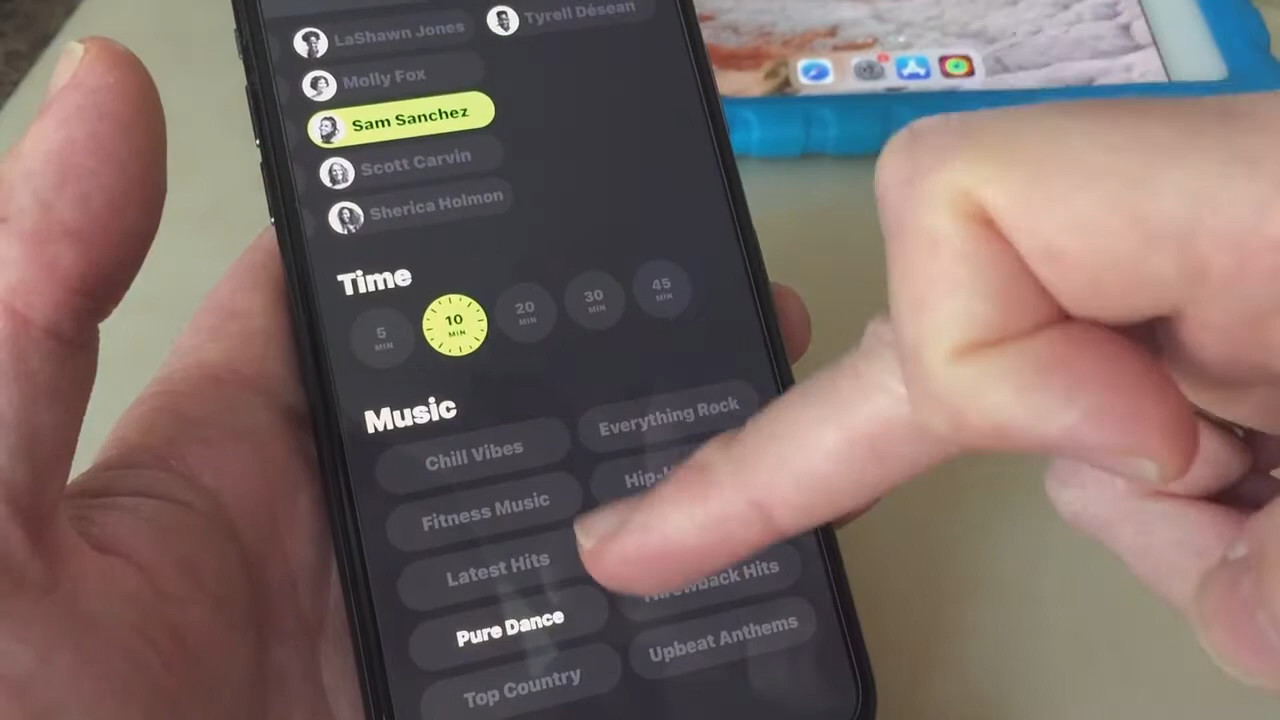 LaShawn Jones
Tyrell Désean
Molly Fox
Sam Sanchez
Scott Carvin
Sherica Holmon
Time
5 MIN
10 MIN
20 MIN
30 MIN
45 MIN
Music
Chill Vibes
Everything Rock
Fitness Music
Latest Hits
Throwback Hits
Pure Dance
Upbeat Anthems
Top Country